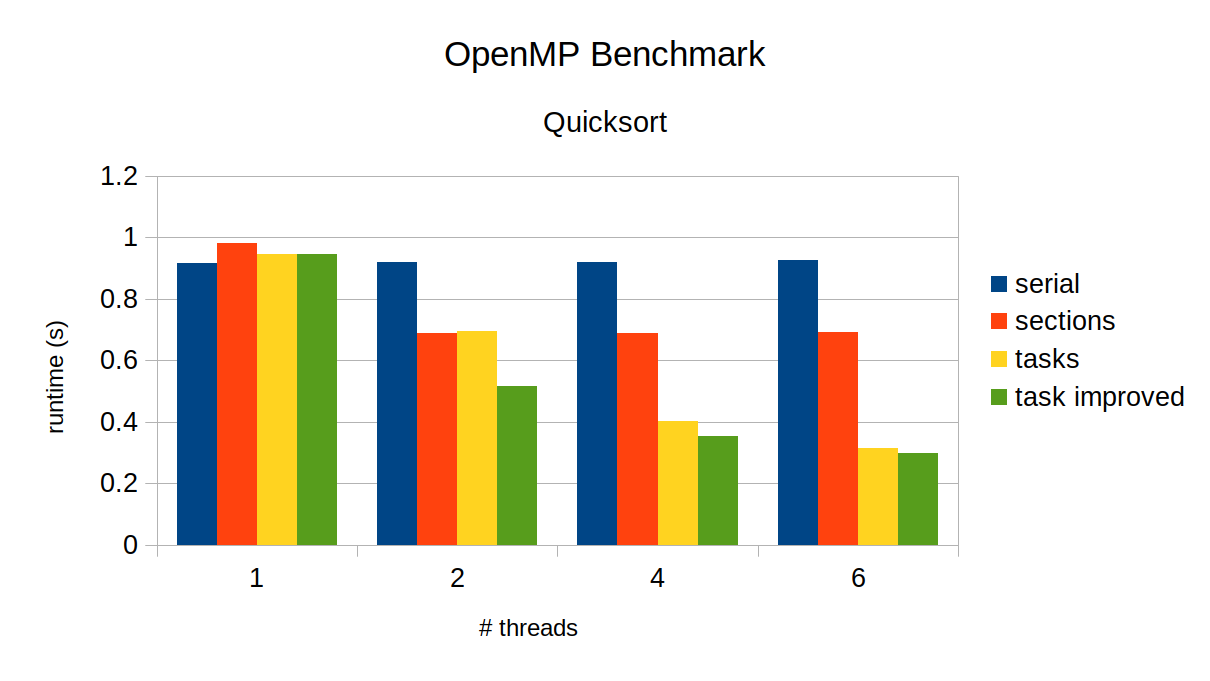 OpenMP Benchmark
Quicksort
runtime (s)
1.2
1
0.8
0.6
0.4
0.2
0
1 2 4 6
# threads
serial
sections
tasks
task improved